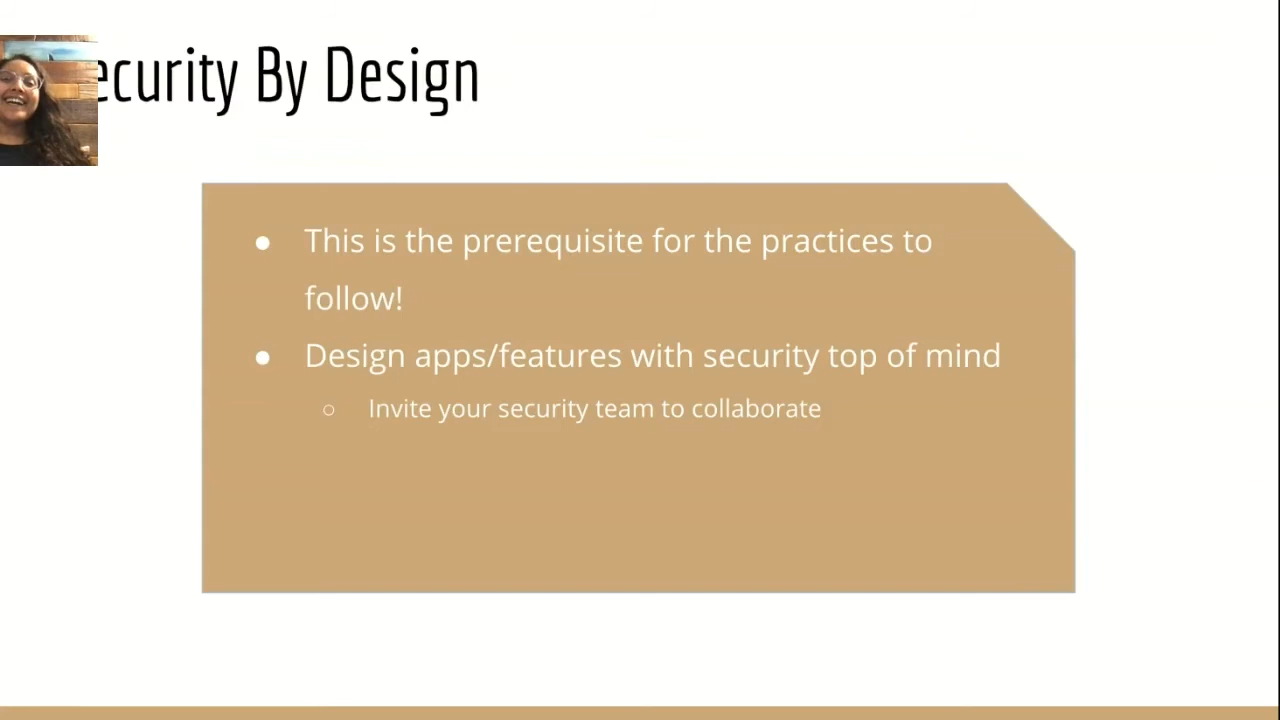 ecurity By Design
● This is the prerequisite for the practices to
follow!
● Design apps/features with security top of mind
○ Invite your security team to collaborate